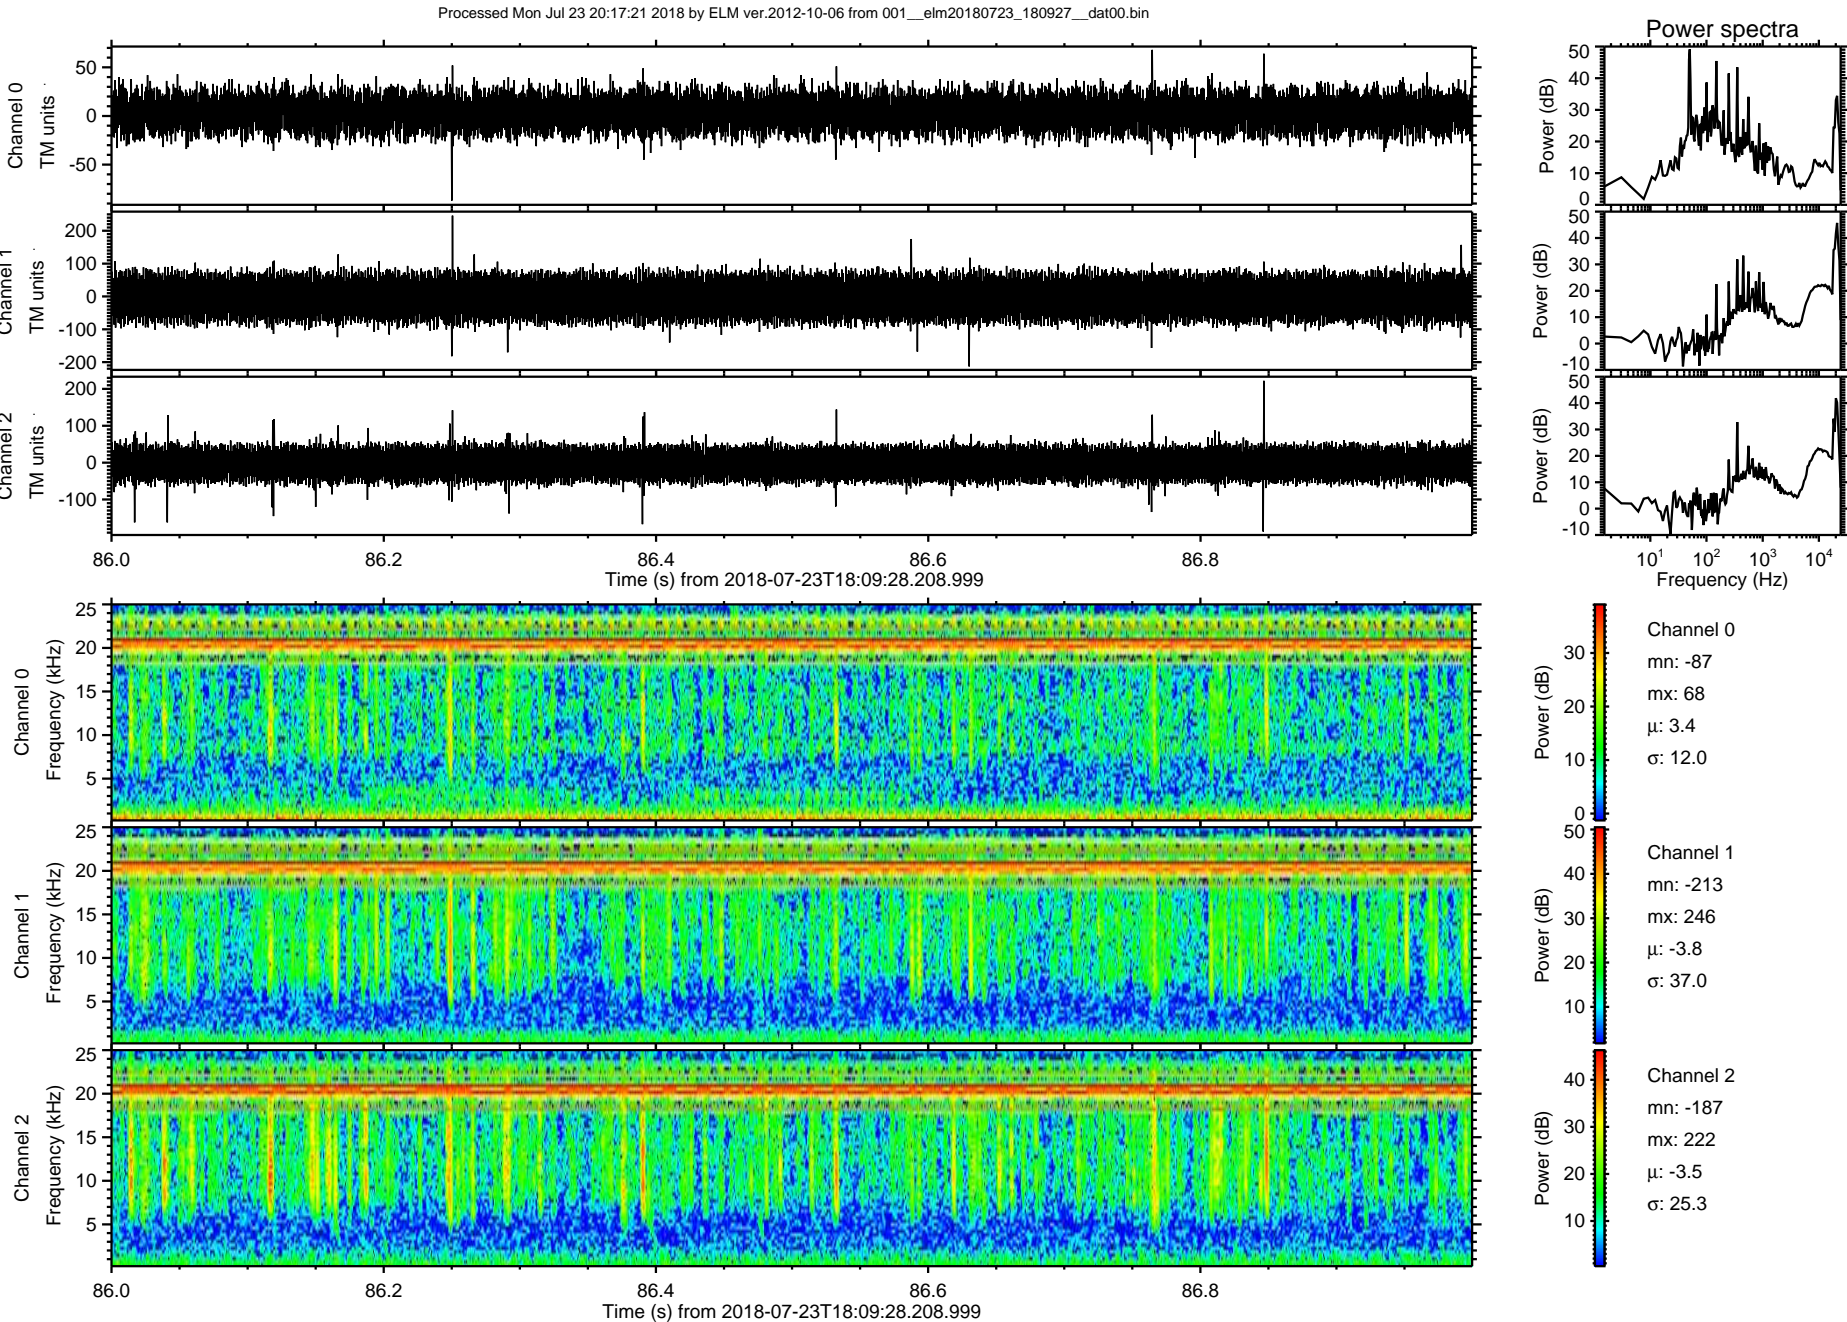 Processed Mon Jul 23 20:17:21 2018 by ELM ver.2012-10-06 from 001__elm20180723_180927__dat00.bin
Power spectra
Channel 0
TM units
50
0
-50
Power (dB)
50
40
30
20
10
0
Channel 1
TM units
200
100
0
-100
-200
Power (dB)
50
40
30
20
10
0
-10
Channel 2
TM units
200
100
0
-100
Power (dB)
50
40
30
20
10
0
-10
86.0 86.2 86.4 86.6 86.8
Time (s) from 2018-07-23T18:09:28.208.999
10^1 10^2 10^3 10^4
Frequency (Hz)
Channel 0
Frequency (kHz)
25
20
15
10
5
Power (dB)
30
20
10
0
Channel 0
mn: -87
mx: 68
μ: 3.4
σ: 12.0
Channel 1
Frequency (kHz)
25
20
15
10
5
Power (dB)
50
40
30
20
10
Channel 1
mn: -213
mx: 246
μ: -3.8
σ: 37.0
Channel 2
Frequency (kHz)
25
20
15
10
5
Power (dB)
40
30
20
10
Channel 2
mn: -187
mx: 222
μ: -3.5
σ: 25.3
86.0 86.2 86.4 86.6 86.8
Time (s) from 2018-07-23T18:09:28.208.999